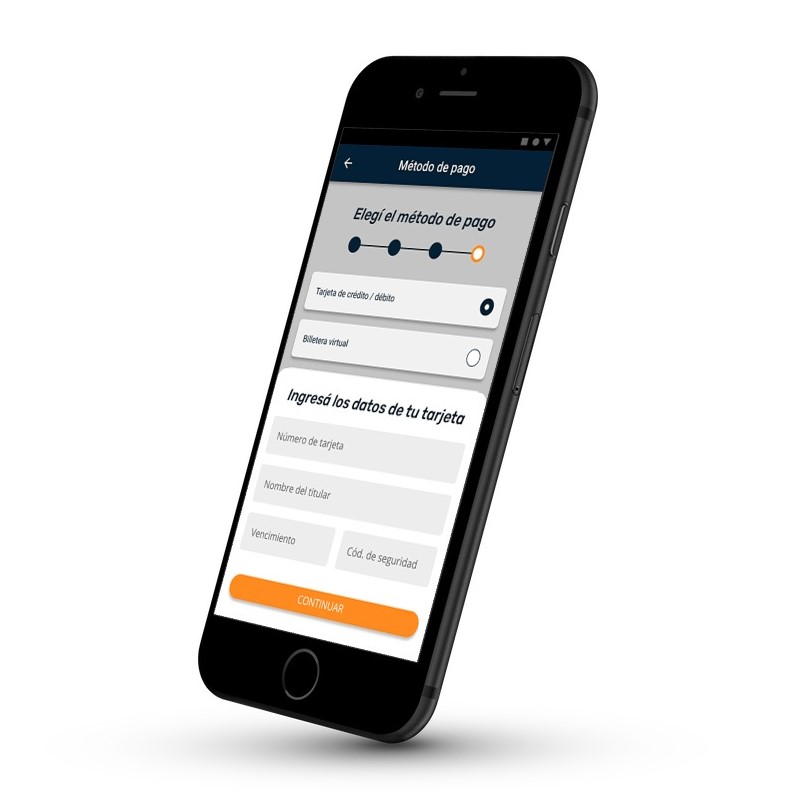 Método de pago
Elegí el método de pago
Tarjeta de crédito / débito
Billetera virtual
Ingresá los datos de tu tarjeta
Número de tarjeta
Nombre del titular
Vencimiento
Cód. de seguridad
CONTINUAR